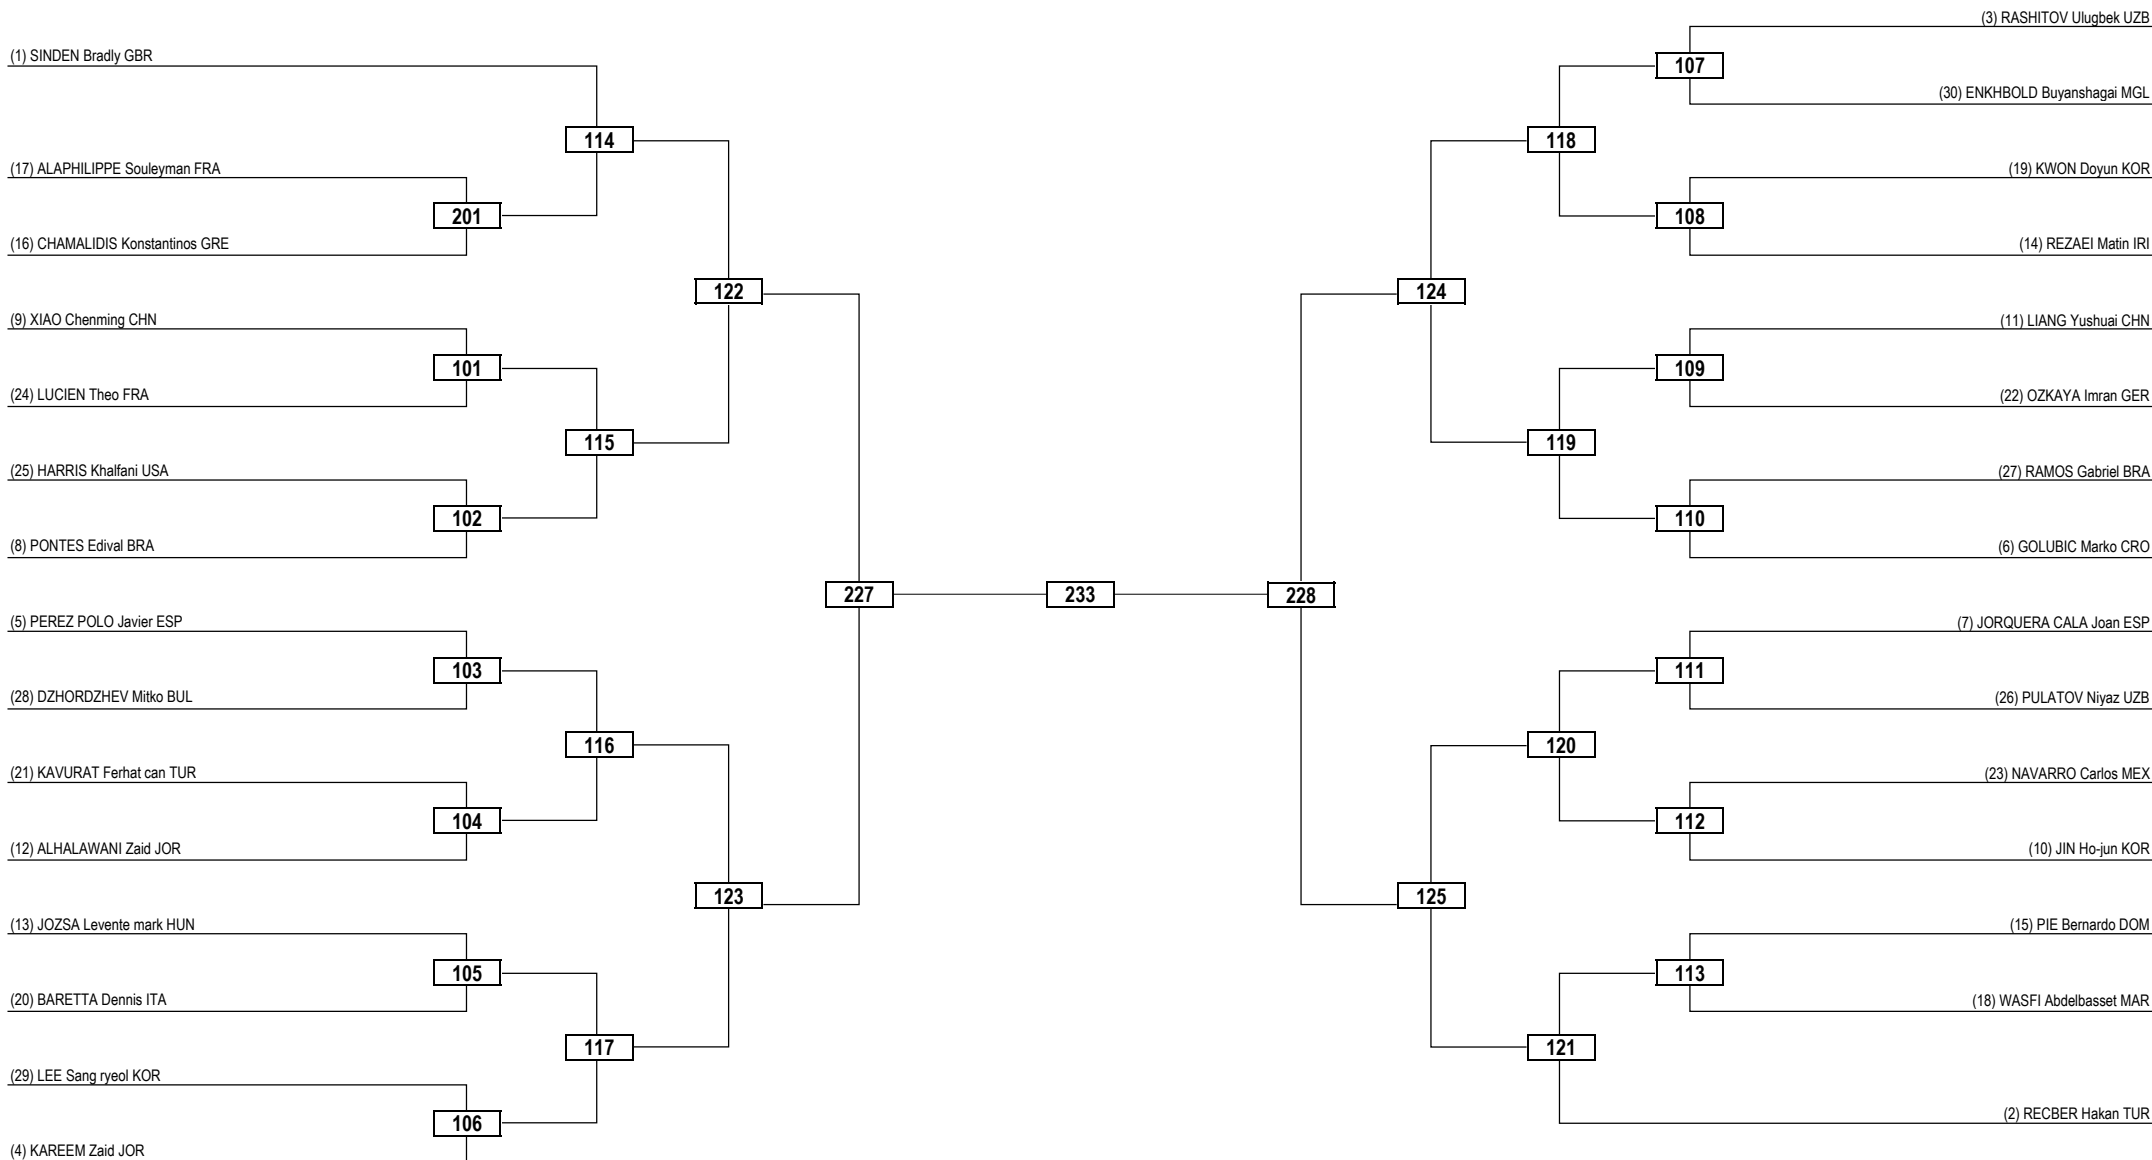 (3) RASHITOV Ulugbek UZB
(1) SINDEN Bradly GBR
107
(30) ENKHBOLD Buyanshagai MGL
114
118
(17) ALAPHILIPPE Souleyman FRA
(19) KWON Doyun KOR
201
108
(16) CHAMALIDIS Konstantinos GRE
(14) REZAEI Matin IRI
122
124
(9) XIAO Chenming CHN
(11) LIANG Yushuai CHN
101
109
(24) LUCIEN Theo FRA
(22) OZKAYA Imran GER
115
119
(25) HARRIS Khalfani USA
(27) RAMOS Gabriel BRA
102
110
(8) PONTES Edival BRA
(6) GOLUBIC Marko CRO
227
233
228
(5) PEREZ POLO Javier ESP
(7) JORQUERA CALA Joan ESP
103
111
(28) DZHORDZHEV Mitko BUL
(26) PULATOV Niyaz UZB
116
120
(21) KAVURAT Ferhat can TUR
(23) NAVARRO Carlos MEX
104
112
(12) ALHALAWANI Zaid JOR
(10) JIN Ho-jun KOR
123
125
(13) JOZSA Levente mark HUN
(15) PIE Bernardo DOM
105
113
(20) BARETTA Dennis ITA
(18) WASFI Abdelbasset MAR
117
121
(29) LEE Sang ryeol KOR
106
(2) RECBER Hakan TUR
(4) KAREEM Zaid JOR